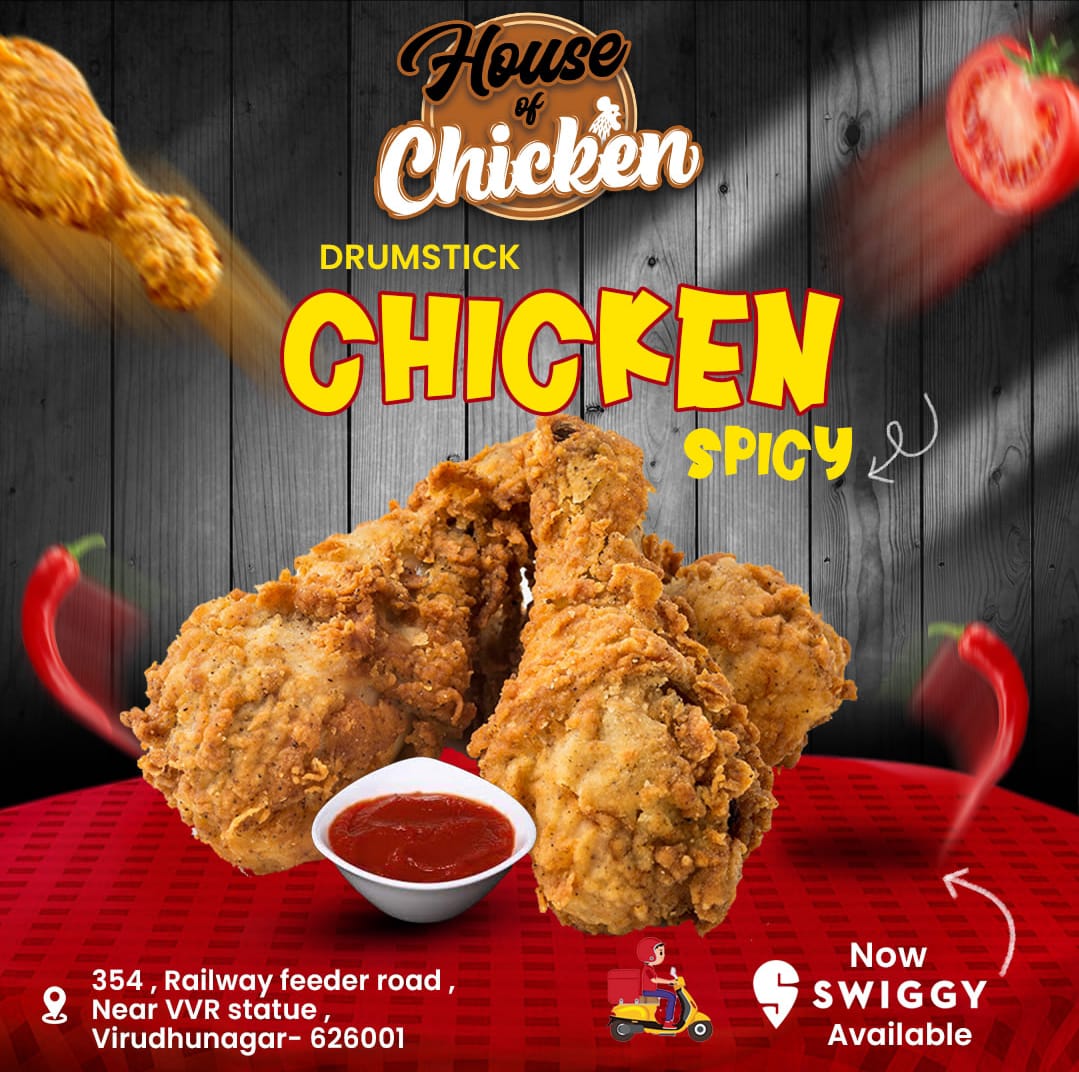 House
of
Chicken
DRUMSTICK
CHICKEN
SPICY
354 , Railway feeder road ,
Near VVR statue ,
Virudhunagar- 626001
Now
SWIGGY
Available